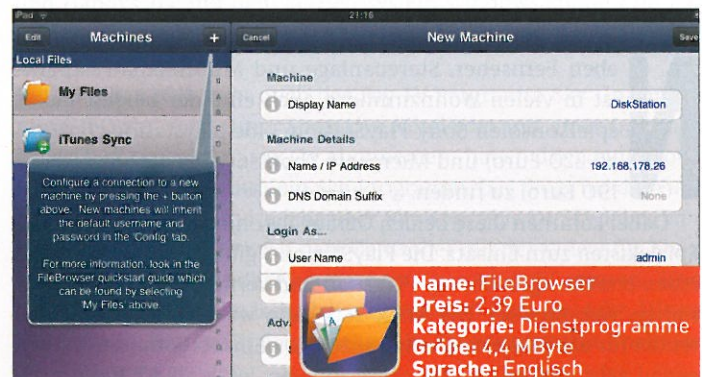 iPad
21:16
Edit
Machines
+
Cancel
New Machine
Save
Local Files
My Files
iTunes Sync
Configure a connection to a new
machine by pressing the + button
above. New machines will inherit
the default username and
password in the 'Config' tab.
For more information, look in the
FileBrowser quickstart guide which
can be found by selecting
'My Files' above.
Machine
Display Name
DiskStation
Machine Details
Name / IP Address
192.168.178.26
DNS Domain Suffix
None
Login As...
User Name
admin
Name: FileBrowser
Preis: 2,39 Euro
Kategorie: Dienstprogramme
Größe: 4,4 MByte
Sprache: Englisch